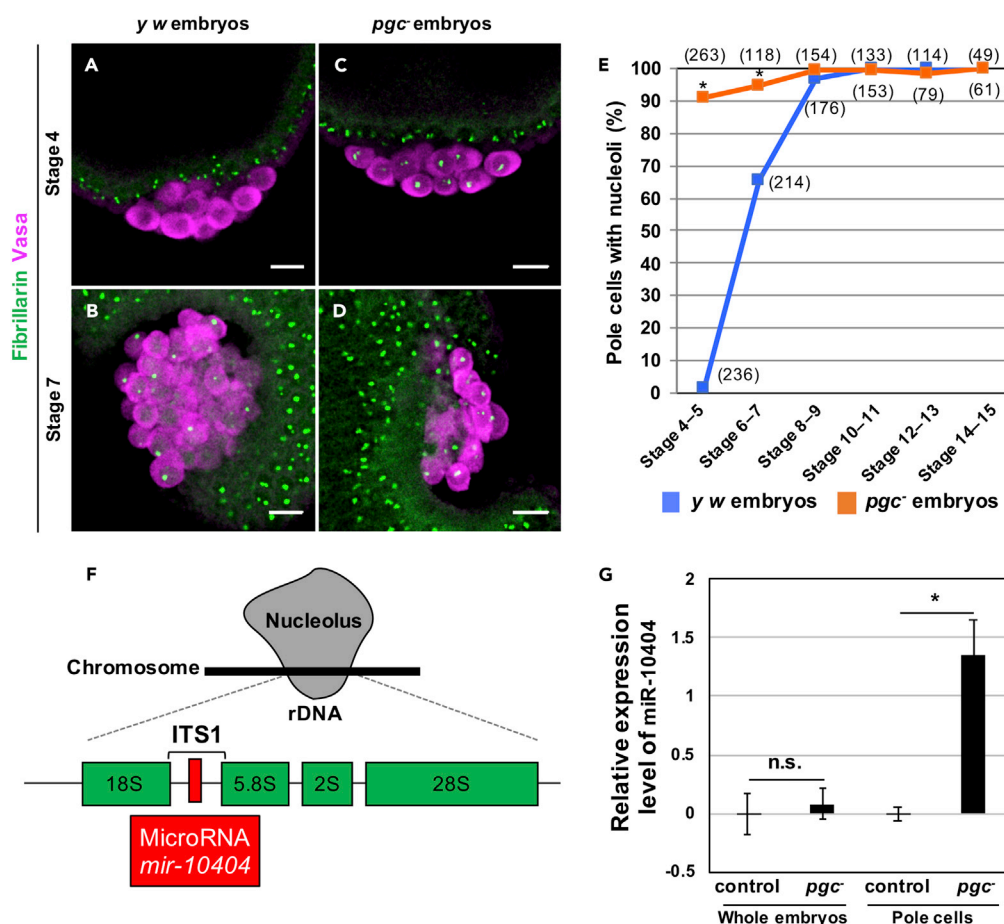 y w embryos
pgc- embryos
A
C
Stage 4
B
D
Stage 7
Fibrillarin Vasa
E
(263) (118) (154) (133) (114) (49)
100
90
80
70
60
50
40
30
20
10
0
* *
(176) (153) (79) (61)
(214)
(236)
Pole cells with nucleoli (%)
Stage 4–5
Stage 6–7
Stage 8–9
Stage 10–11
Stage 12–13
Stage 14–15
y w embryos
pgc- embryos
F
Nucleolus
Chromosome
rDNA
ITS1
18S 5.8S 2S 28S
MicroRNA
mir-10404
G
Relative expression
level of miR-10404
2
1.5
1
0.5
0
-0.5
n.s.
*
control pgc- control pgc-
Whole embryos Pole cells